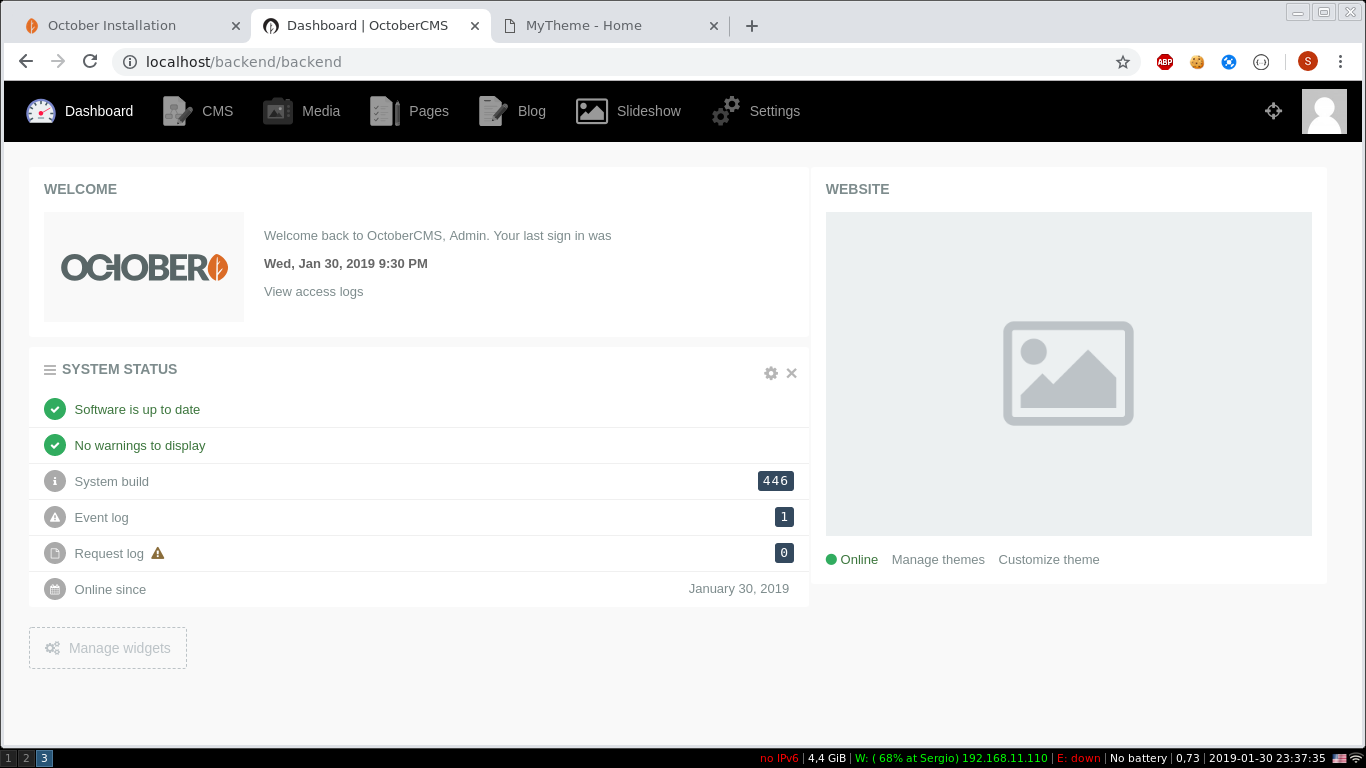 October Installation
Dashboard | OctoberCMS
MyTheme - Home
localhost/backend/backend
ABP
S
Dashboard
CMS
Media
Pages
Blog
Slideshow
Settings
WELCOME
OCTOBER
Welcome back to OctoberCMS, Admin. Your last sign in was
Wed, Jan 30, 2019 9:30 PM
View access logs
WEBSITE
Online
Manage themes
Customize theme
SYSTEM STATUS
Software is up to date
No warnings to display
System build 446
Event log 1
Request log 0
Online since January 30, 2019
Manage widgets
1 2 3
no IPv6 | 4,4 GiB | W: ( 68% at Sergio) 192.168.11.110 | E: down | No battery | 0,73 | 2019-01-30 23:37:35